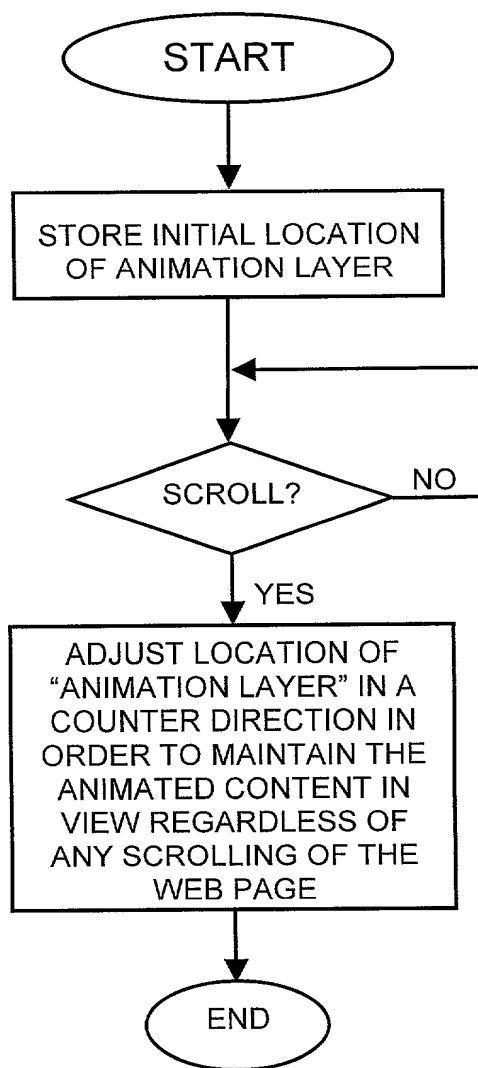 START
STORE INITIAL LOCATION
OF ANIMATION LAYER
SCROLL?
NO
YES
ADJUST LOCATION OF
“ANIMATION LAYER” IN A
COUNTER DIRECTION IN
ORDER TO MAINTAIN THE
ANIMATED CONTENT IN
VIEW REGARDLESS OF
ANY SCROLLING OF THE
WEB PAGE
END